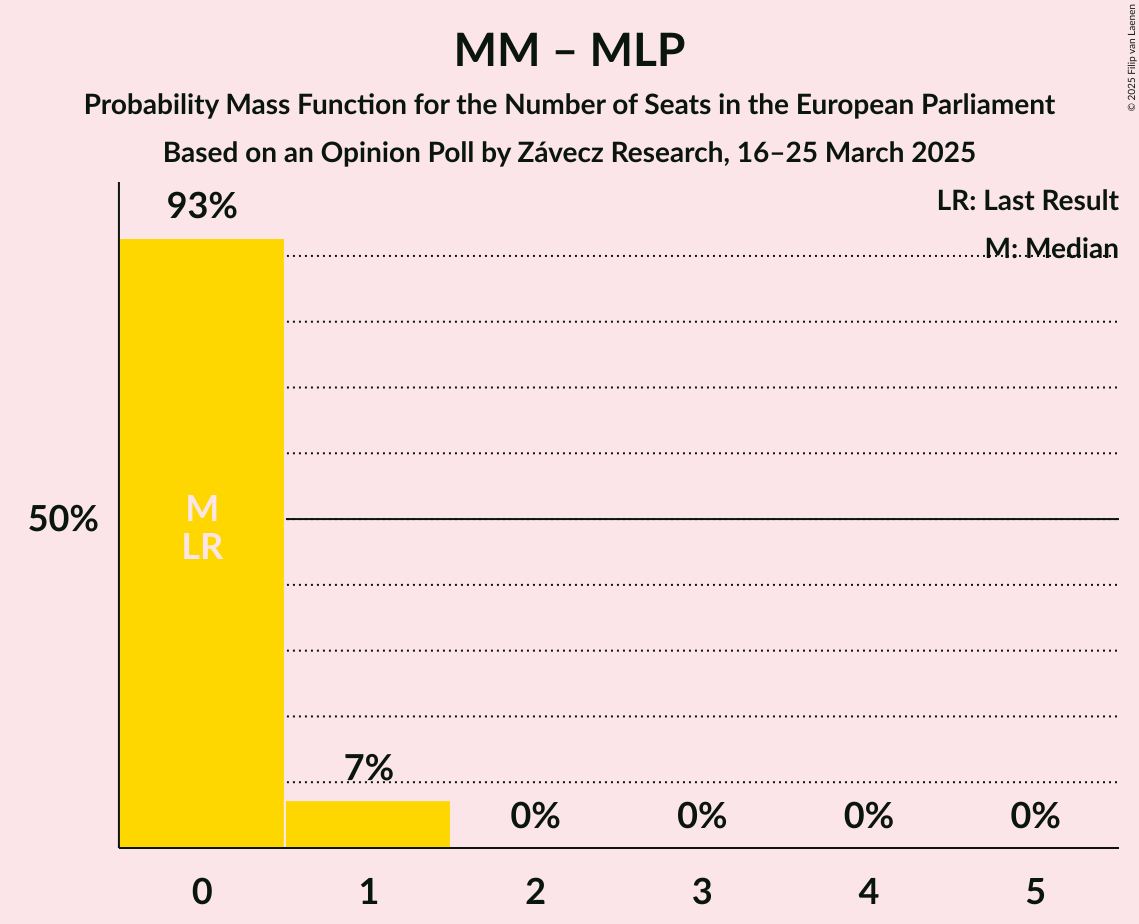 MM – MLP
Probability Mass Function for the Number of Seats in the European Parliament
Based on an Opinion Poll by Závecz Research, 16–25 March 2025
© 2025 Filip van Laenen
LR: Last Result
M: Median
93%
50%
M
LR
7%
0%
0%
0%
0%
0
1
2
3
4
5